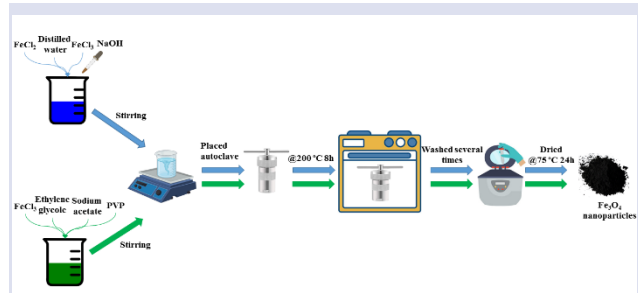 FeCl₂ Distilled water FeCl₃ NaOH
Stirring
Placed autoclave
@200 °C 8h
Washed several times
Dried @75 °C 24h
Fe₃O₄ nanoparticles
FeCl₃ Ethylene glycoic Sodium acetate PVP
Stirring